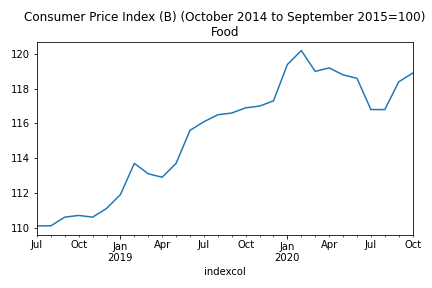 Consumer Price Index (B) (October 2014 to September 2015=100)
Food
120
118
116
114
112
110
Jul Oct Jan Apr Jul Oct Jan Apr Jul Oct
2019 2020
indexcol